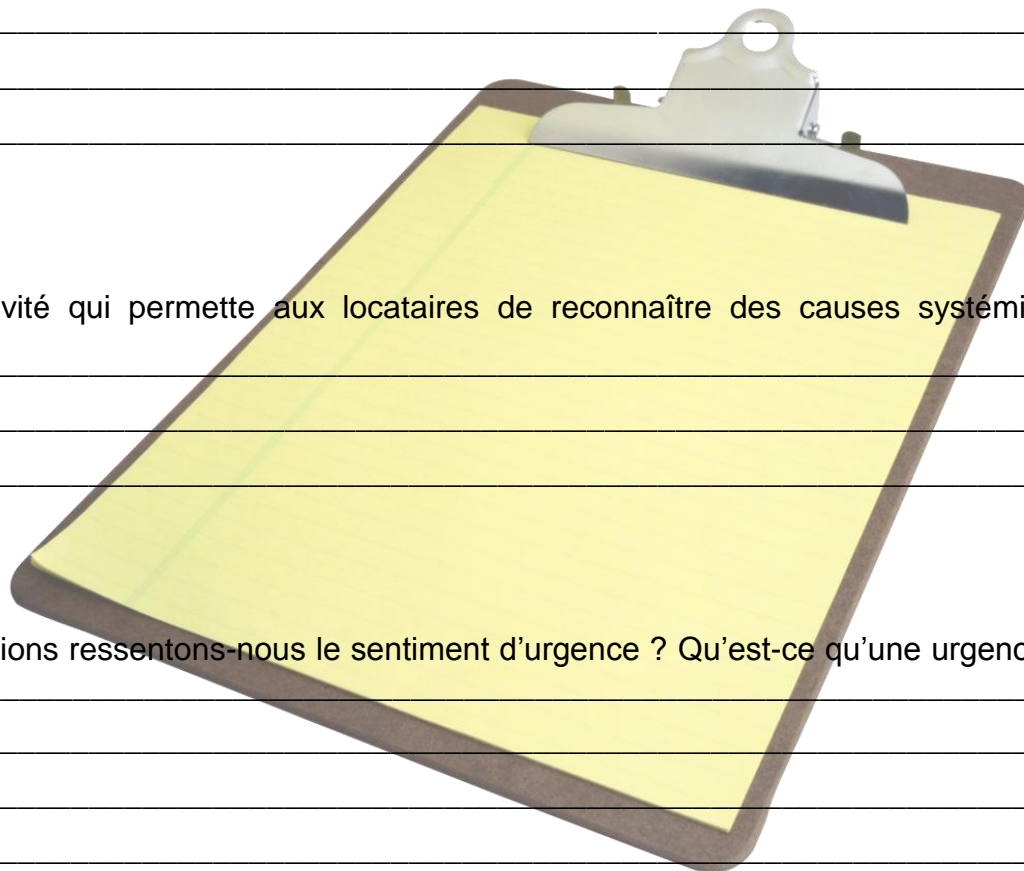 vité qui permette aux locataires de reconnaître des causes systémi
ions ressentons-nous le sentiment d’urgence ? Qu’est-ce qu’une urgenc